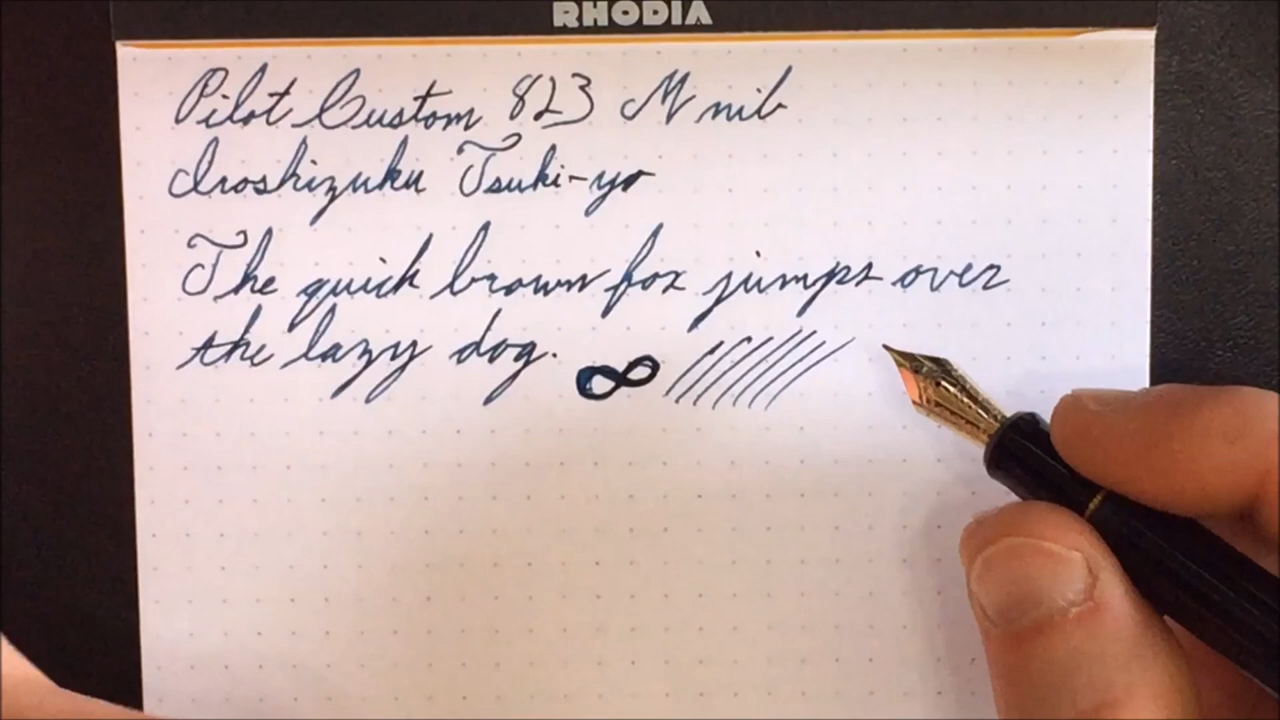 RHODIA
Pilot Custom 823 M nib
Iroshizuku Tsuki-yo
The quick brown fox jumps over
the lazy dog.